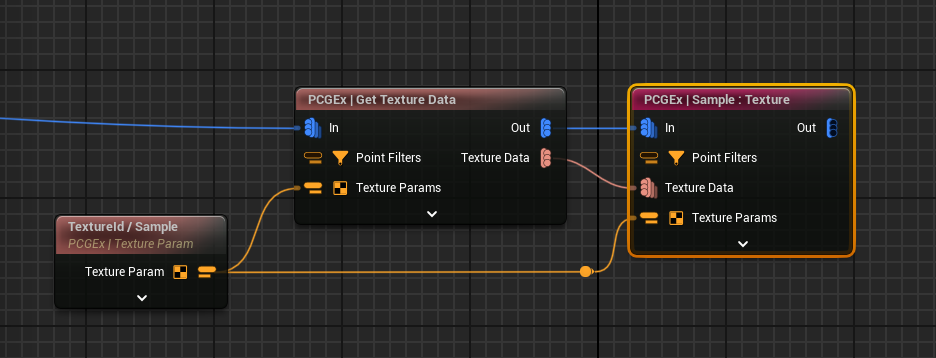 PCGEx | Get Texture Data
In
Out
Point Filters
Texture Data
Texture Params
PCGEx | Sample : Texture
In
Out
Point Filters
Texture Data
Texture Params
TextureId / Sample
PCGEx | Texture Param
Texture Param